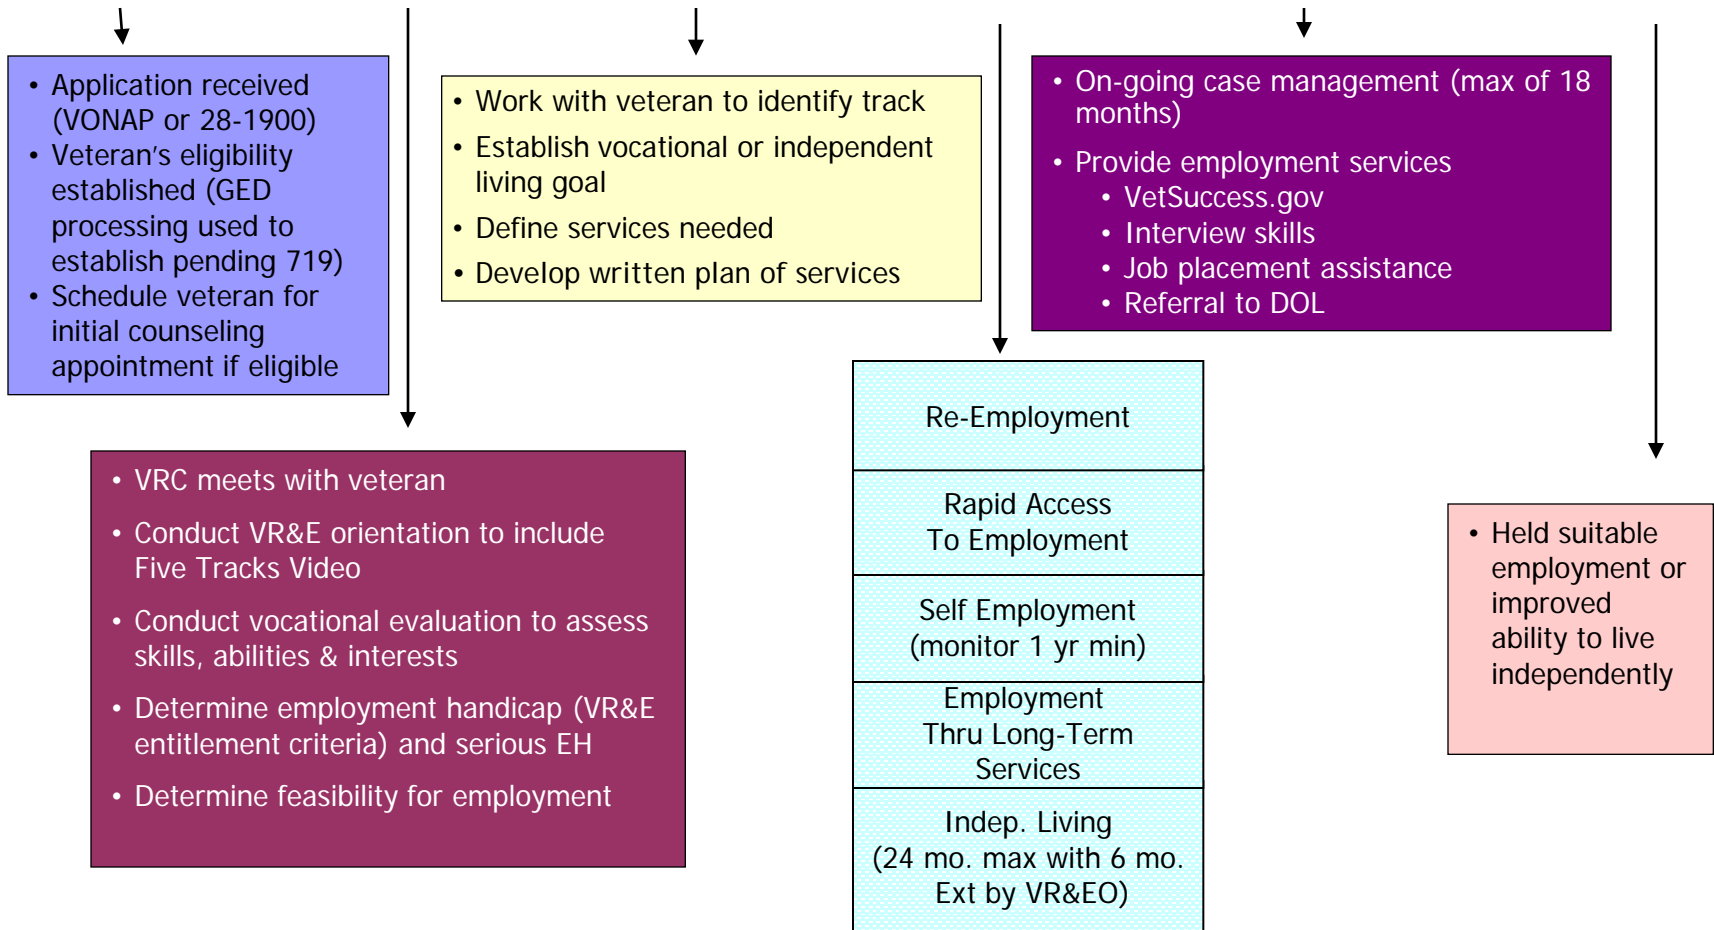 • Application received
(VONAP or 28-1900)
• Veteran's eligibility
established (GED
processing used to
establish pending 719)
• Schedule veteran for
initial counseling
appointment if eligible
• VRC meets with veteran
• Conduct VR&E orientation to include
Five Tracks Video
• Conduct vocational evaluation to assess
skills, abilities & interests
• Determine employment handicap (VR&E
entitlement criteria) and serious EH
• Determine feasibility for employment
• Work with veteran to identify track
• Establish vocational or independent
living goal
• Define services needed
• Develop written plan of services
Re-Employment
Rapid Access
To Employment
Self Employment
(monitor 1 yr min)
Employment
Thru Long-Term
Services
Indep. Living
(24 mo. max with 6 mo.
Ext by VR&EO)
• On-going case management (max of 18
months)
• Provide employment services
• VetSuccess.gov
• Interview skills
• Job placement assistance
• Referral to DOL
• Held suitable
employment or
improved
ability to live
independently